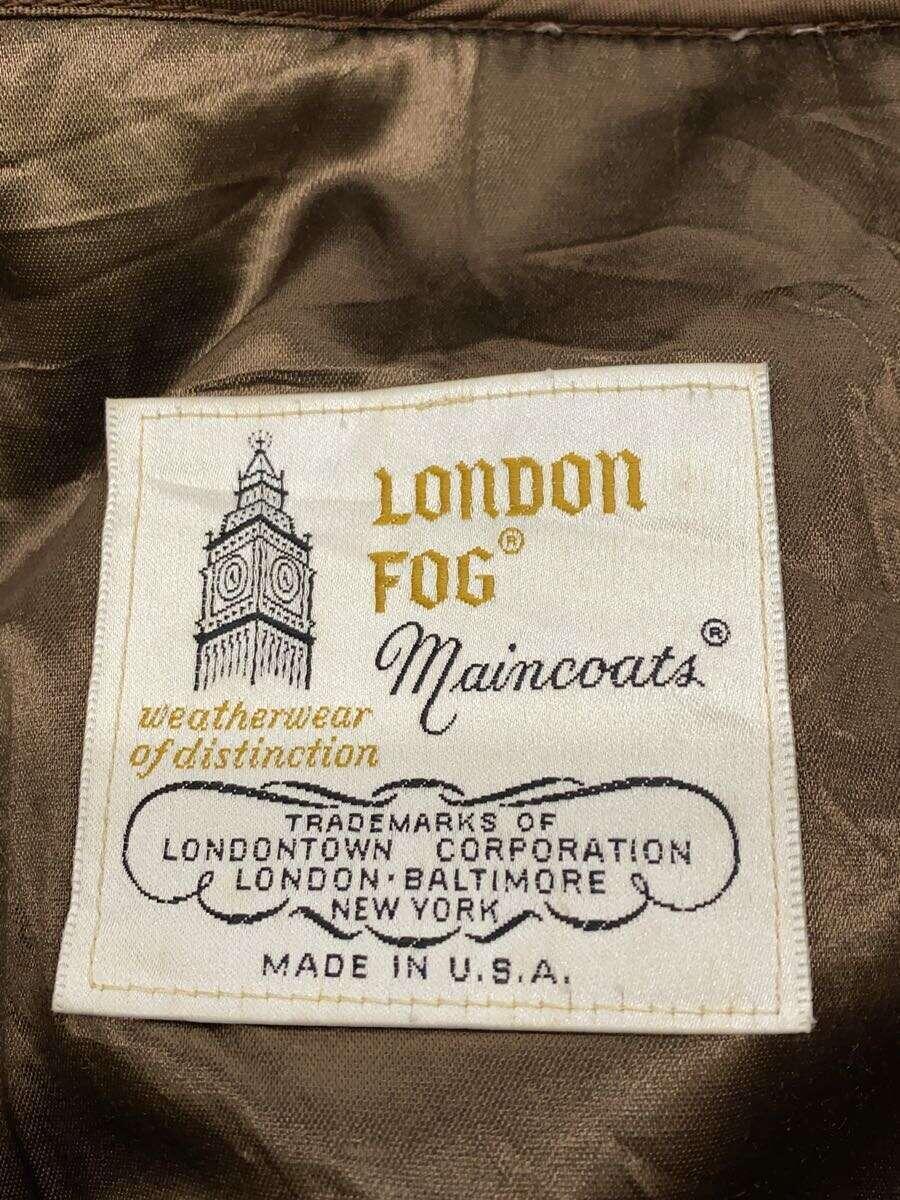 LONDON
FOG®
Maincoats®
weatherwear
of distinction
TRADEMARKS OF
LONDONTOWN CORPORATION
LONDON·BALTIMORE
NEW YORK
MADE IN U.S.A.